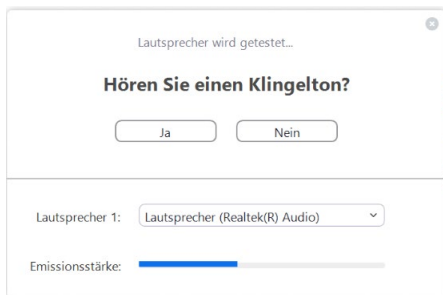 Lautsprecher wird getestet...
Hören Sie einen Klingelton?
Ja
Nein
Lautsprecher 1:
Lautsprecher (Realtek(R) Audio)
Emissionsstärke: